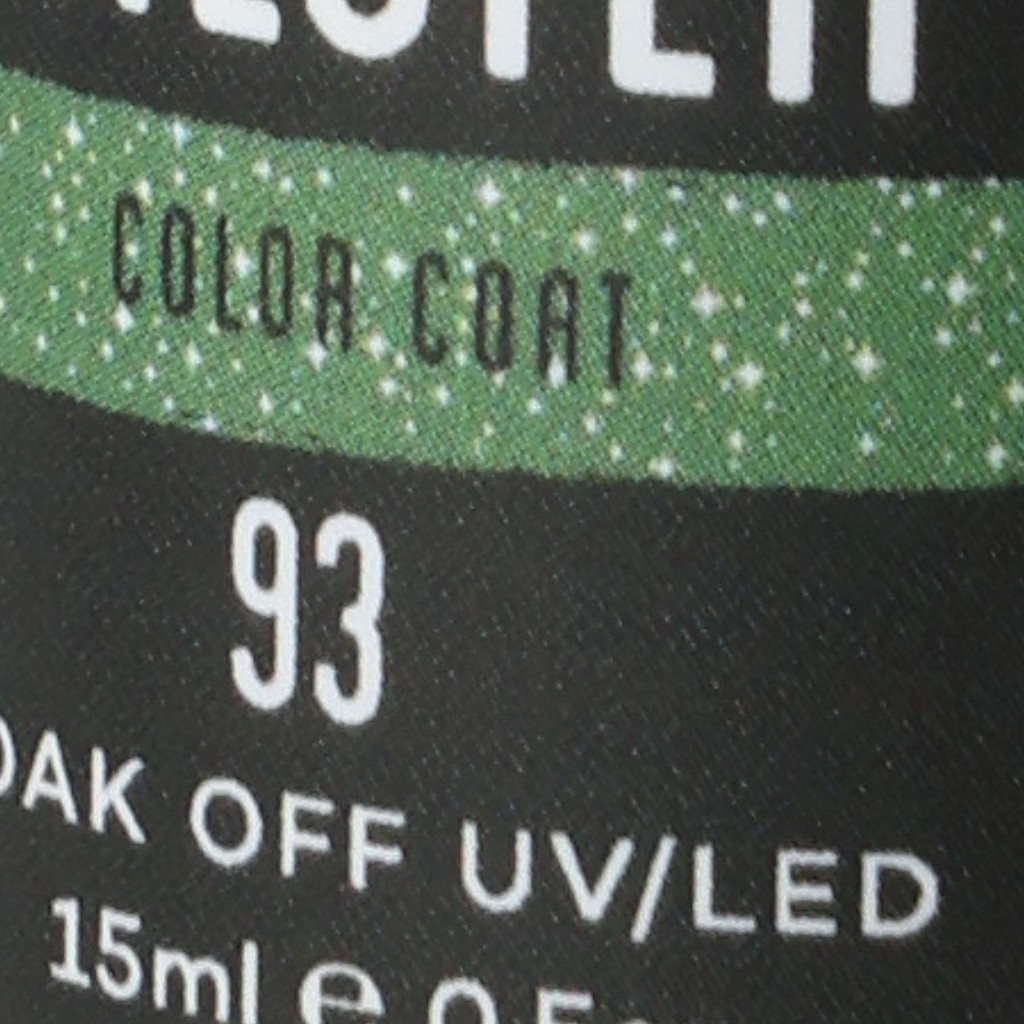 COLOR COAT
93
OAK OFF UV/LED
15ml e